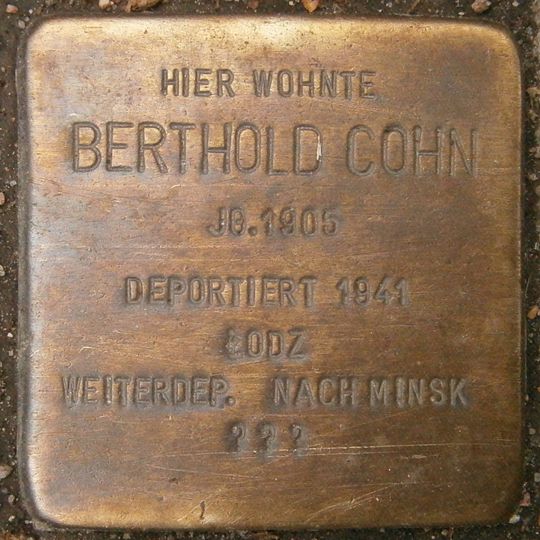 HIER WOHNTE
BERTHOLD COHN
JG.1905
DEPORTIERT 1941
ŁODZ
WEITERDEP. NACH MINSK
???